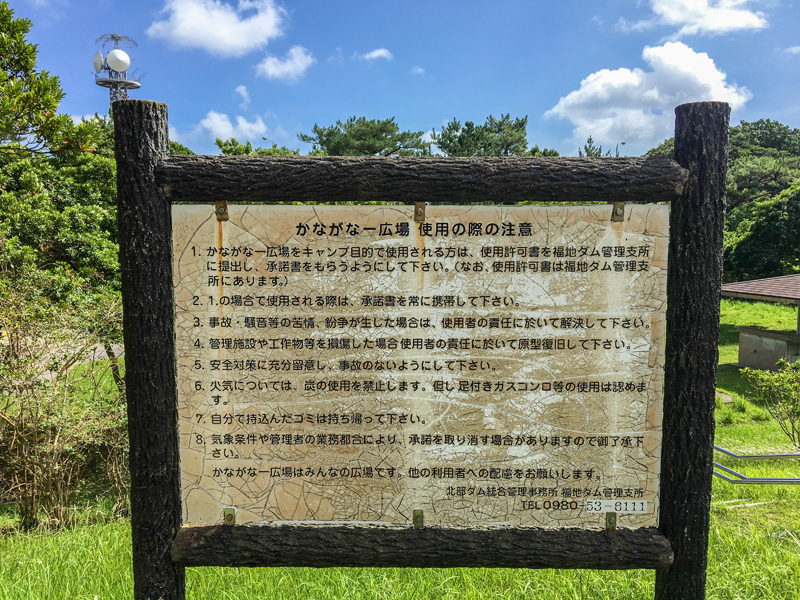 かながなー広場 使用の際の注意
1. かながなー広場をキャンプ目的で使用される方は、使用許可書を福地ダム管理支所
に提出し、承諾書をもらうようにして下さい。(なお、使用許可書は福地ダム管理支
所にあります。)
2. 1.の場合で使用される際は、承諾書を常に携帯して下さい。
3. 事故・騒音等の苦情、紛争が生した場合は、使用者の責任に於いて解決して下さい。
4. 管理施設や工作物等を損傷した場合使用者の責任に於いて原型復旧して下さい。
5. 安全対策に充分留意し、事故のないようにして下さい。
6. 火気については、炭の使用を禁止します。但し足付きガスコンロ等の使用は認めま
す。
7. 自分で持込んだゴミは持ち帰って下さい。
8. 気象条件や管理者の業務都合により、承諾を取り消す場合がありますので御了承下
さい。
かながなー広場はみんなの広場です。他の利用者への配慮をお願いします。
北部ダム統合管理事務所 福地ダム管理支所
TEL0980-53-6111